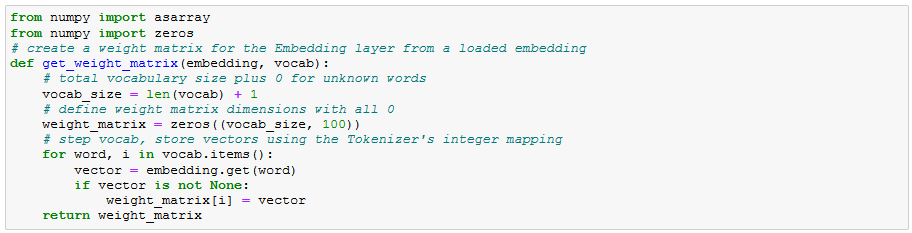 from numpy import asarray
from numpy import zeros
# create a weight matrix for the Embedding layer from a loaded embedding
def get_weight_matrix(embedding, vocab):
    # total vocabulary size plus 0 for unknown words
    vocab_size = len(vocab) + 1
    # define weight matrix dimensions with all 0
    weight_matrix = zeros((vocab_size, 100))
    # step vocab, store vectors using the Tokenizer's integer mapping
    for word, i in vocab.items():
        vector = embedding.get(word)
        if vector is not None:
            weight_matrix[i] = vector
    return weight_matrix